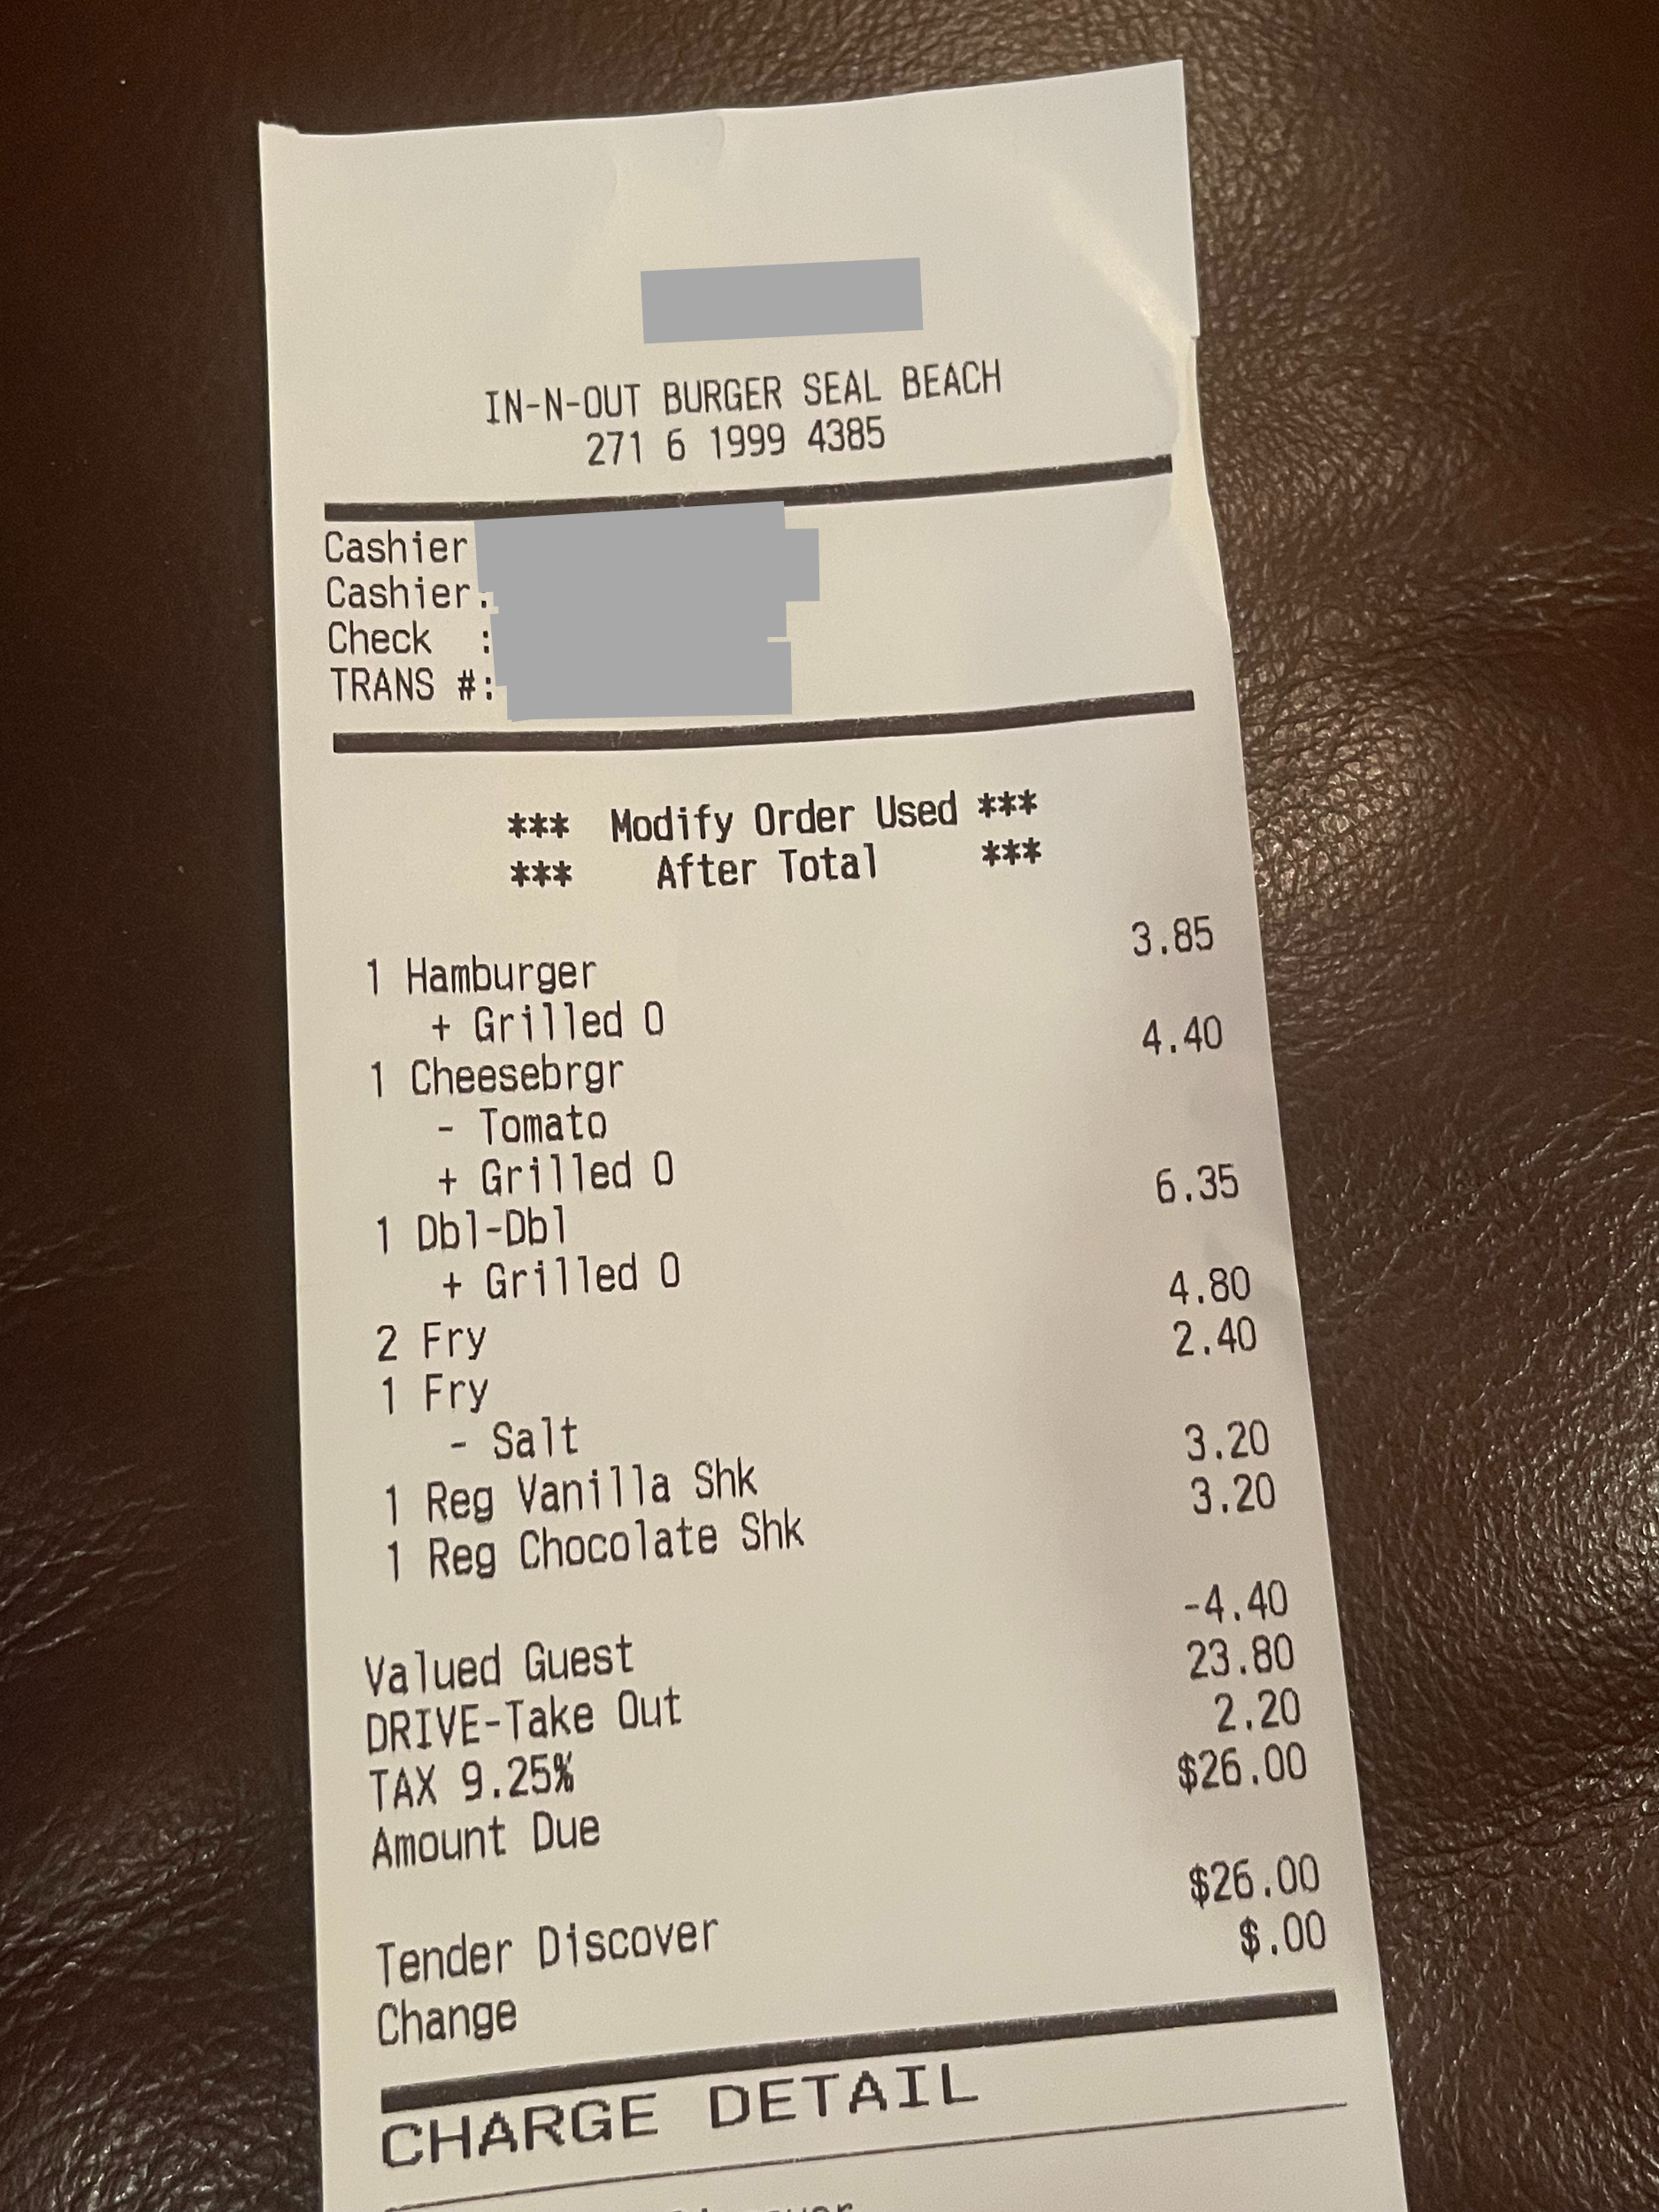 IN-N-OUT BURGER SEAL BEACH
271 6 1999 4385
Cashier
Cashier.
Check :
TRANS #:
*** Modify Order Used ***
*** After Total ***
1 Hamburger 3.85
+ Grilled O
1 Cheesebrgr 4.40
- Tomato
+ Grilled O
1 Dbl-Dbl 6.35
+ Grilled O
2 Fry 4.80
1 Fry 2.40
- Salt
1 Reg Vanilla Shk 3.20
1 Reg Chocolate Shk 3.20
Valued Guest -4.40
DRIVE-Take Out 23.80
TAX 9.25% 2.20
Amount Due $26.00
Tender Discover $26.00
Change $.00
CHARGE DETAIL